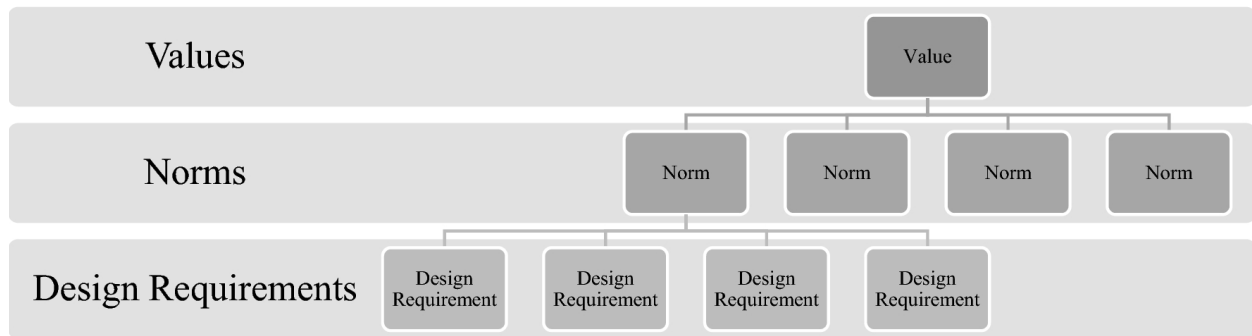 Values
Value
Norms
Norm
Norm
Norm
Norm
Design Requirements
Design
Requirement
Design
Requirement
Design
Requirement
Design
Requirement